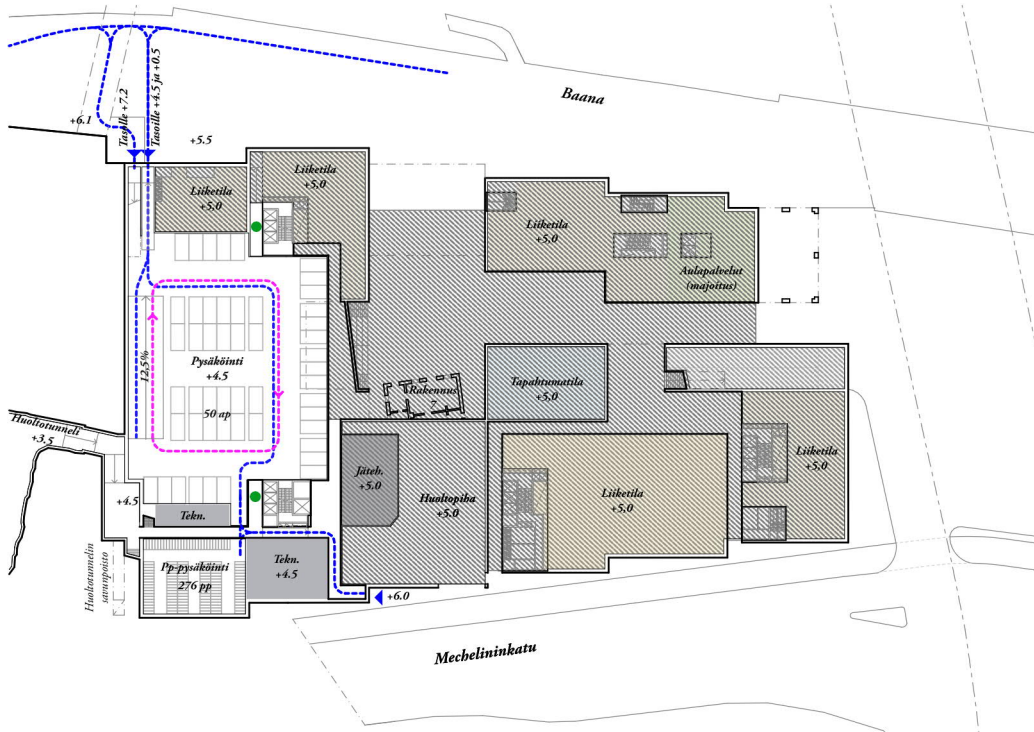 Baana
Tasolle +7.2
Tasoille +4.5 ja +0.5
+6.1
+5.5
Liiketila
+5,0
Liiketila
+5,0
Liiketila
+5,0
Aulapalvelut
(majoitus)
12,5%
Pysäköinti
+4.5
50 ap
Rakennus
7
Tapahtumatila
+5,0
Huoltotunneli
+3.5
Jäteh.
+5.0
Huoltopiha
+5.0
Liiketila
+5,0
Liiketila
+5,0
+4.5
Tekn.
Huoltotunnelin
savunpoisto
Pp-pysäköinti
276 pp
Tekn.
+4.5
+6.0
Mechelininkatu